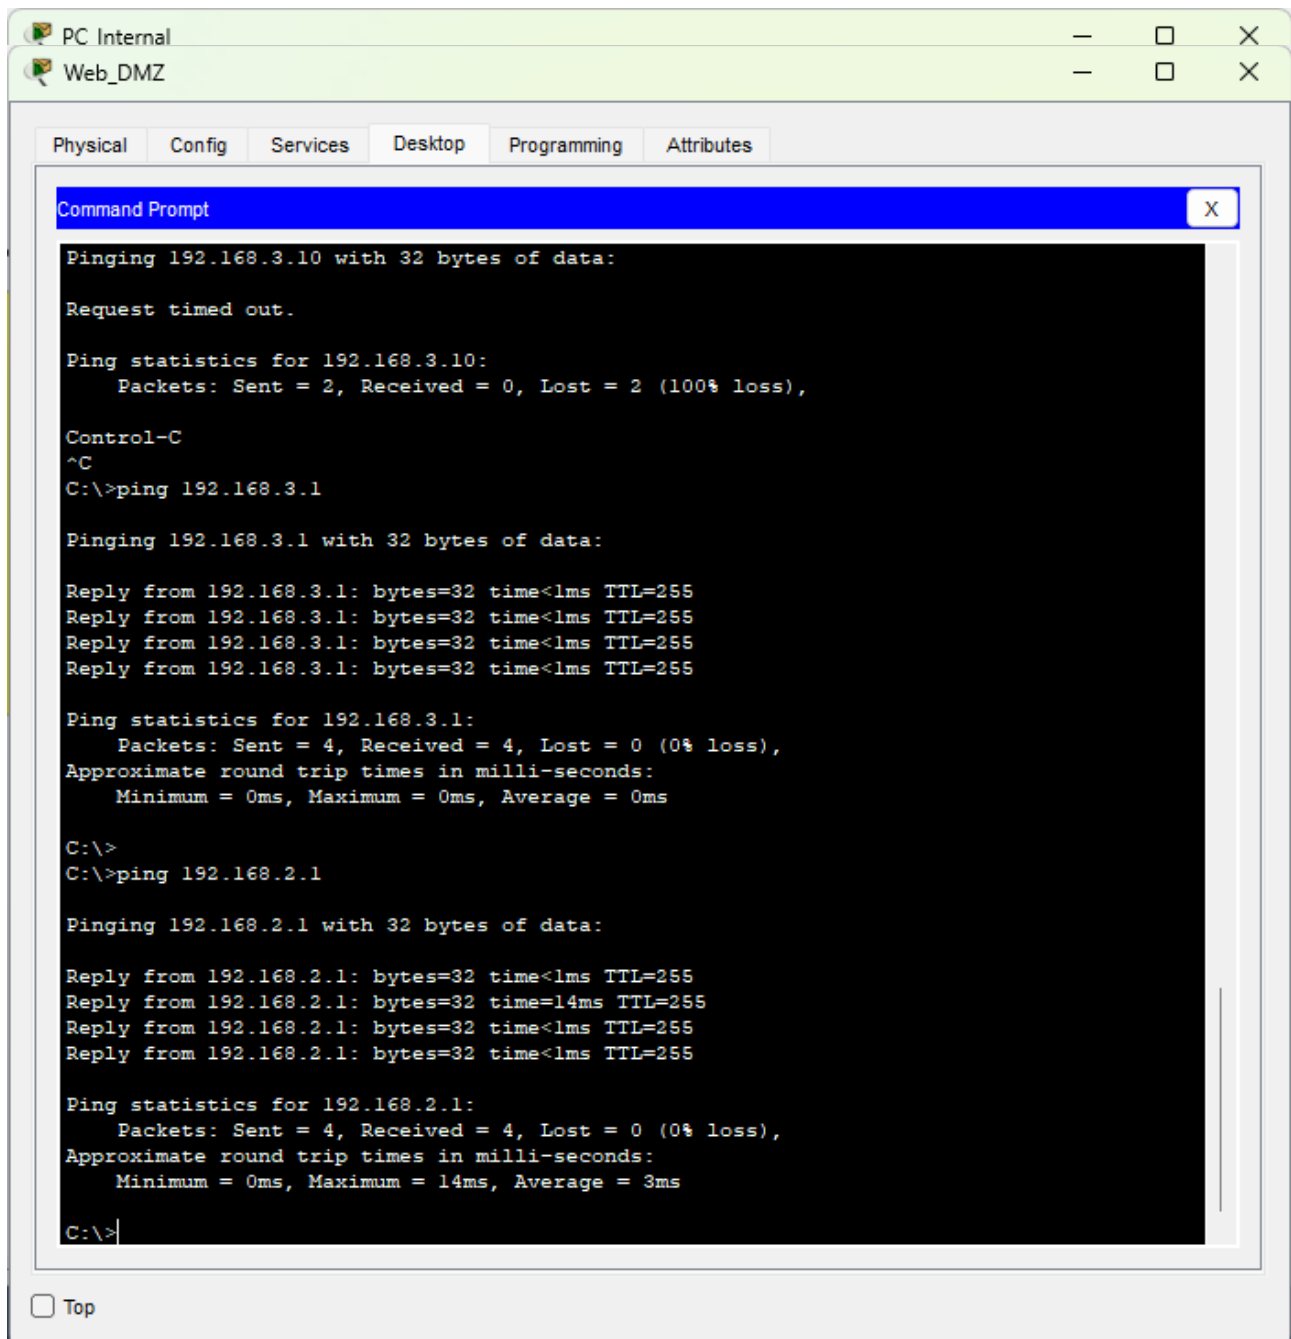 PC Internal
Web_DMZ
Physical Config Services Desktop Programming Attributes
Command Prompt X
Pinging 192.168.3.10 with 32 bytes of data:
Request timed out.
Ping statistics for 192.168.3.10:
Packets: Sent = 2, Received = 0, Lost = 2 (100% loss),
Control-C
^C
C:\>ping 192.168.3.1
Pinging 192.168.3.1 with 32 bytes of data:
Reply from 192.168.3.1: bytes=32 time<1ms TTL=255
Reply from 192.168.3.1: bytes=32 time<1ms TTL=255
Reply from 192.168.3.1: bytes=32 time<1ms TTL=255
Reply from 192.168.3.1: bytes=32 time<1ms TTL=255
Ping statistics for 192.168.3.1:
Packets: Sent = 4, Received = 4, Lost = 0 (0% loss),
Approximate round trip times in milli-seconds:
Minimum = 0ms, Maximum = 0ms, Average = 0ms
C:\>
C:\>ping 192.168.2.1
Pinging 192.168.2.1 with 32 bytes of data:
Reply from 192.168.2.1: bytes=32 time<1ms TTL=255
Reply from 192.168.2.1: bytes=32 time=14ms TTL=255
Reply from 192.168.2.1: bytes=32 time<1ms TTL=255
Reply from 192.168.2.1: bytes=32 time<1ms TTL=255
Ping statistics for 192.168.2.1:
Packets: Sent = 4, Received = 4, Lost = 0 (0% loss),
Approximate round trip times in milli-seconds:
Minimum = 0ms, Maximum = 14ms, Average = 3ms
C:\>
Top